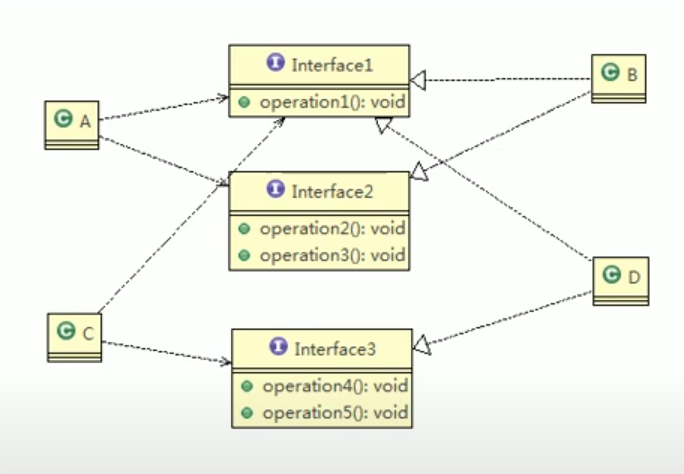 I Interface1
operation1(): void
C A
C B
I Interface2
operation2(): void
operation3(): void
C D
C C
I Interface3
operation4(): void
operation5(): void